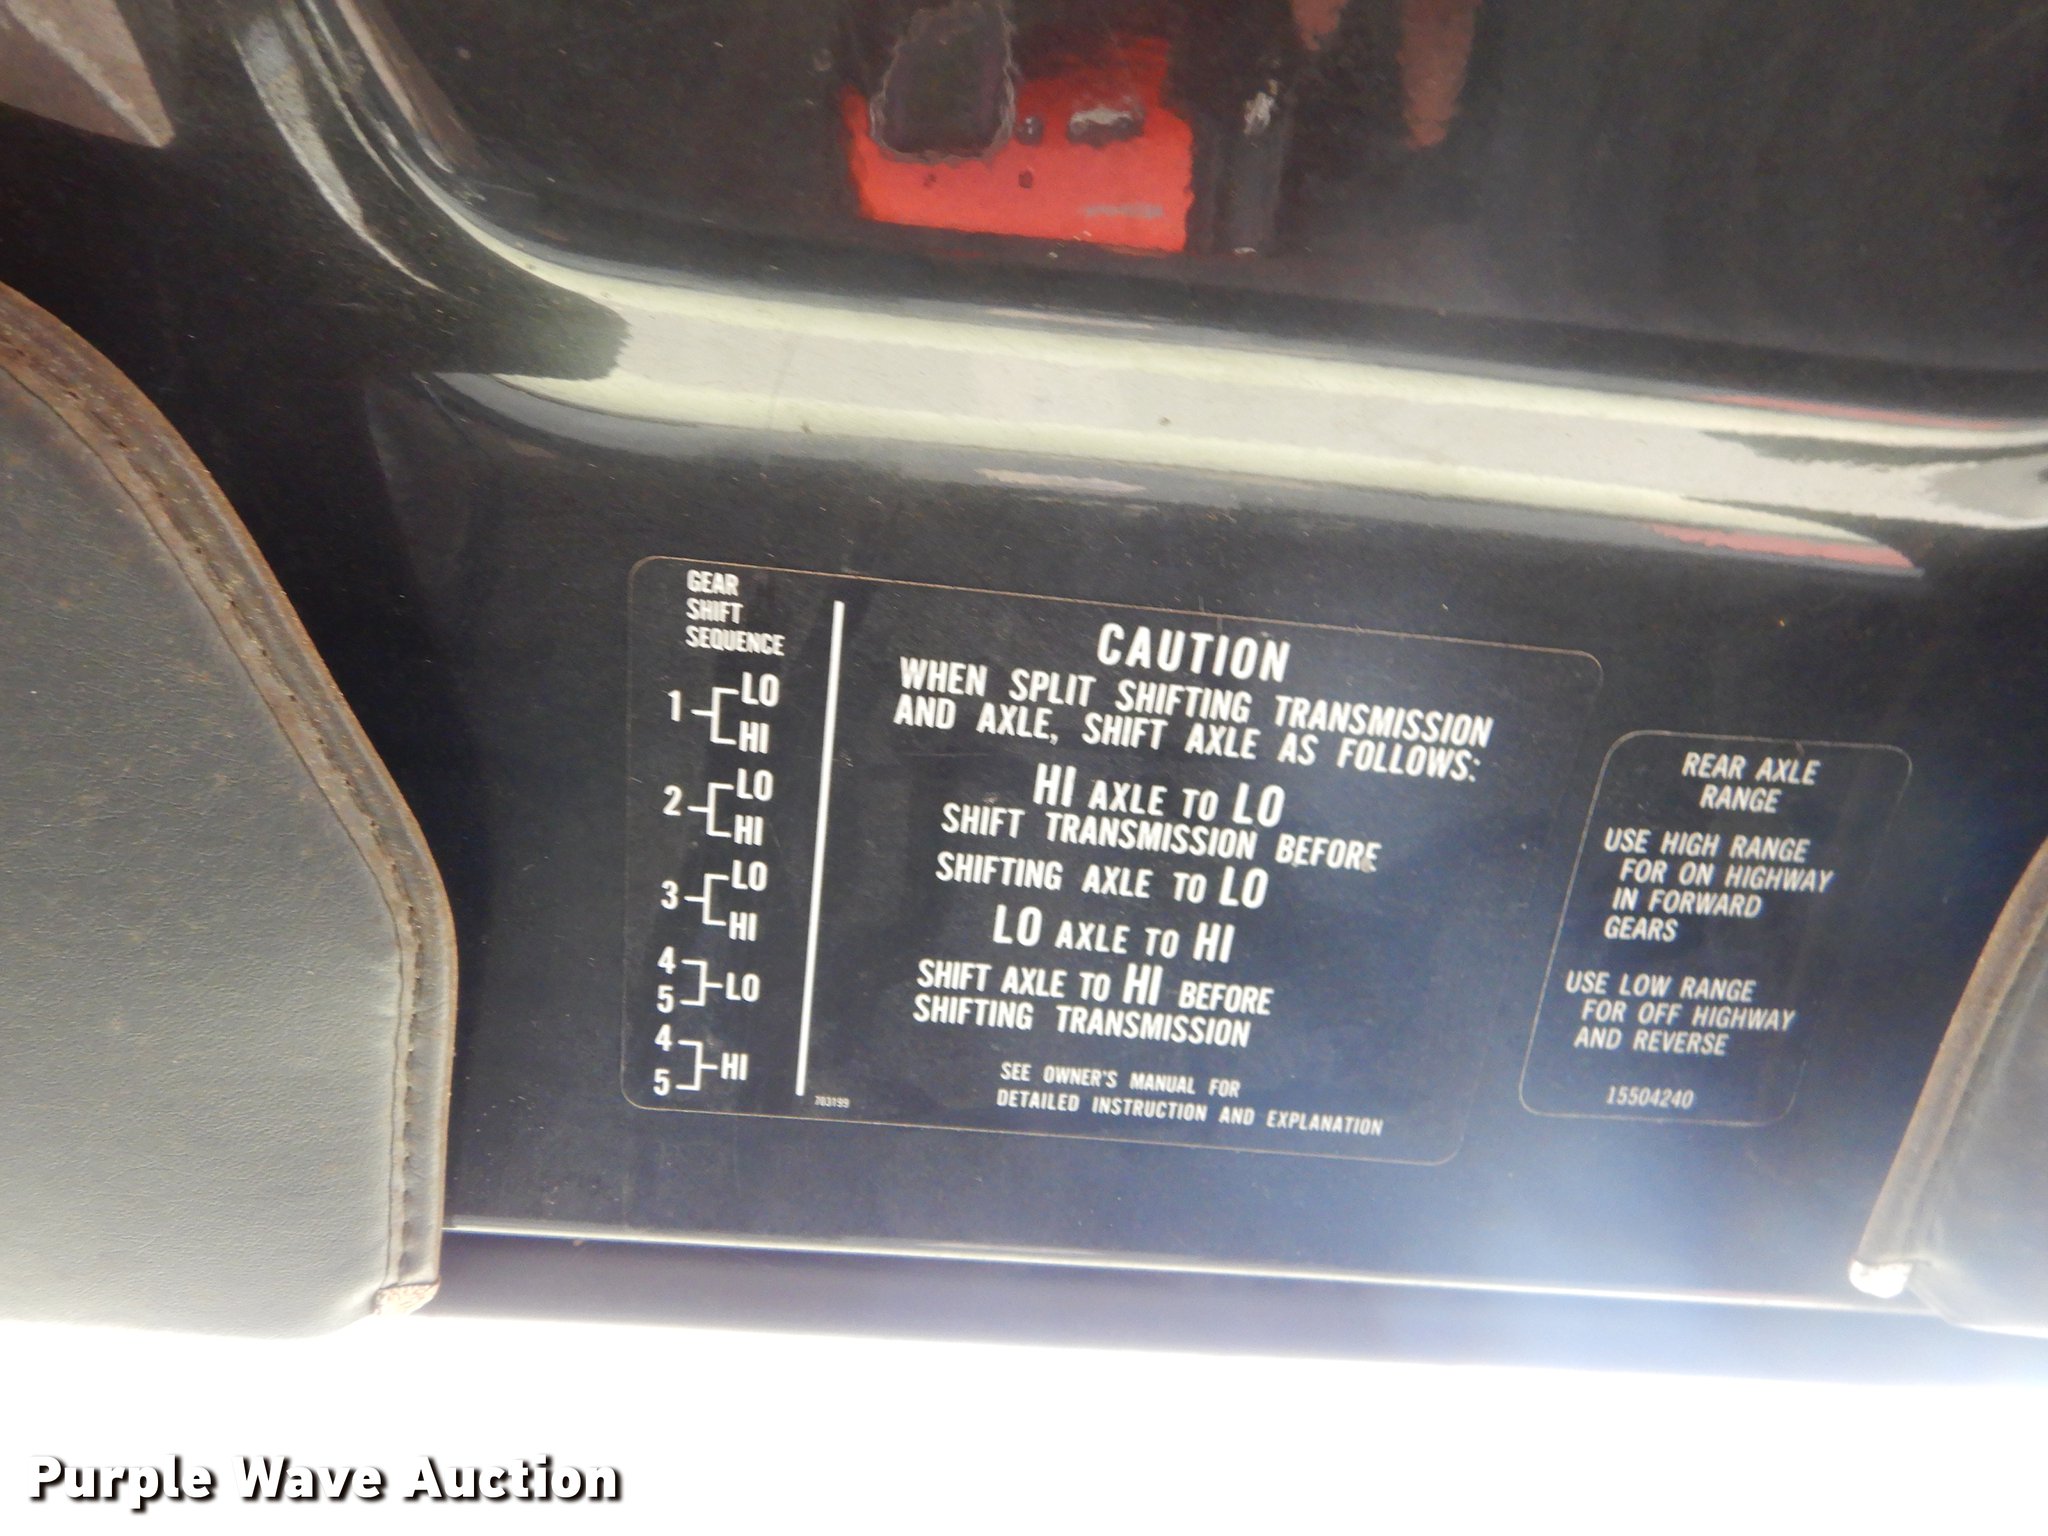 GEAR
SHIFT
SEQUENCE
1 LO
HI
2 LO
HI
3 LO
HI
4
5 LO
4
5 HI
703199
CAUTION
WHEN SPLIT SHIFTING TRANSMISSION
AND AXLE, SHIFT AXLE AS FOLLOWS:
HI AXLE TO LO
SHIFT TRANSMISSION BEFORE
SHIFTING AXLE TO LO
LO AXLE TO HI
SHIFT AXLE TO HI BEFORE
SHIFTING TRANSMISSION
SEE OWNER'S MANUAL FOR
DETAILED INSTRUCTION AND EXPLANATION
REAR AXLE
RANGE
USE HIGH RANGE
FOR ON HIGHWAY
IN FORWARD
GEARS
USE LOW RANGE
FOR OFF HIGHWAY
AND REVERSE
15504240
Purple Wave Auction